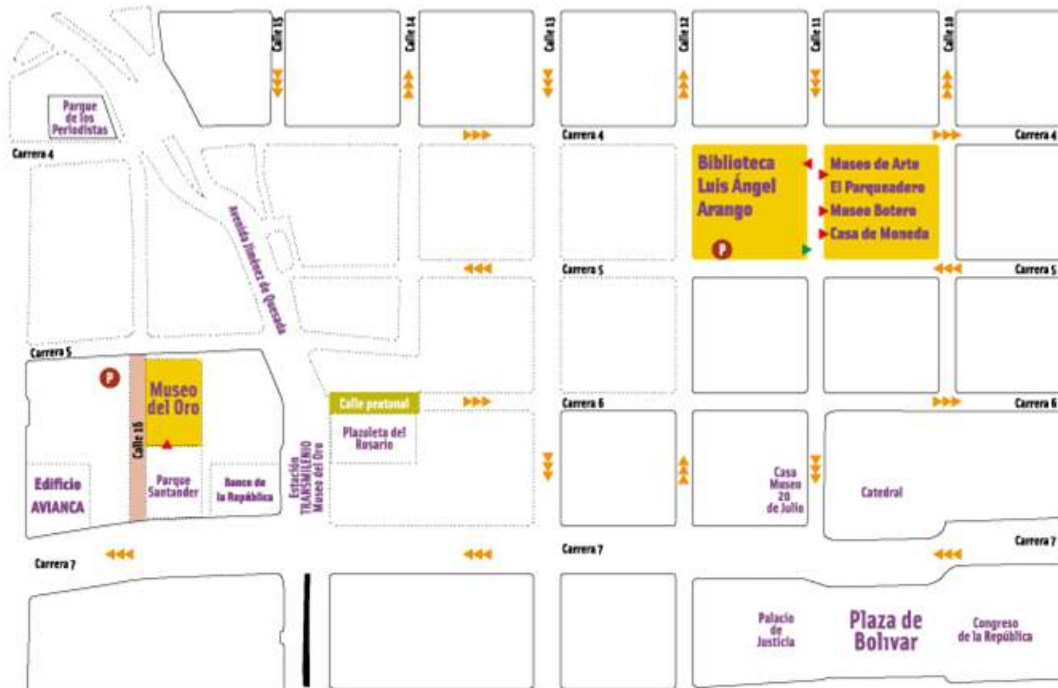 Calle 15
Calle 14
Calle 13
Calle 12
Calle 11
Calle 10
Parque
de los
Periodistas
Carrera 4
Carrera 4
Carrera 4
Biblioteca
Luis Ángel
Arango
P
Museo de Arte
El Parqueadero
Museo Botero
Casa de Moneda
Avenida Jiménez de Quesada
Carrera 5
Carrera 5
Carrera 5
P
Museo
del Oro
Calle 16
Calle peatonal
Carrera 6
Carrera 6
Plazoleta del
Rosario
Edificio
AVIANCA
Parque
Santander
Banco de
la República
Estación
TRANSMILENIO
Museo del Oro
Casa
Museo
20
de Julio
Catedral
Carrera 7
Carrera 7
Carrera 7
Palacio
de
Justicia
Plaza de
Bolívar
Congreso
de la República